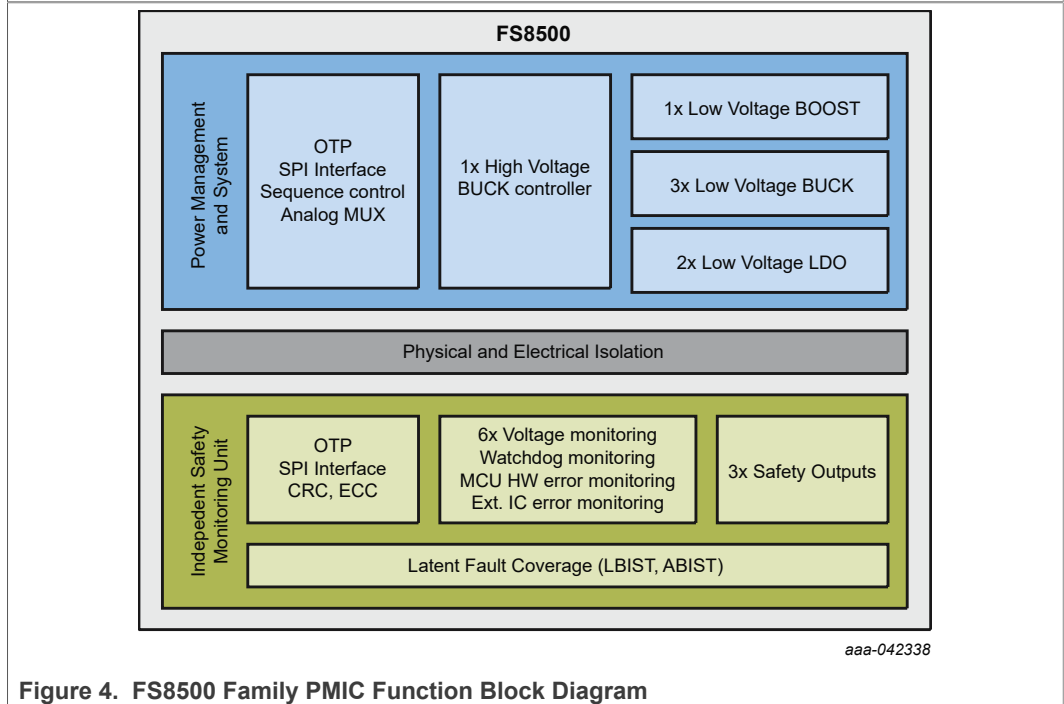 FS8500
Power Management
and System
OTP
SPI Interface
Sequence control
Analog MUX
1x High Voltage
BUCK controller
1x Low Voltage BOOST
3x Low Voltage BUCK
2x Low Voltage LDO
Physical and Electrical Isolation
Indepedent Safety
Monitoring Unit
OTP
SPI Interface
CRC, ECC
6x Voltage monitoring
Watchdog monitoring
MCU HW error monitoring
Ext. IC error monitoring
3x Safety Outputs
Latent Fault Coverage (LBIST, ABIST)
aaa-042338
Figure 4. FS8500 Family PMIC Function Block Diagram